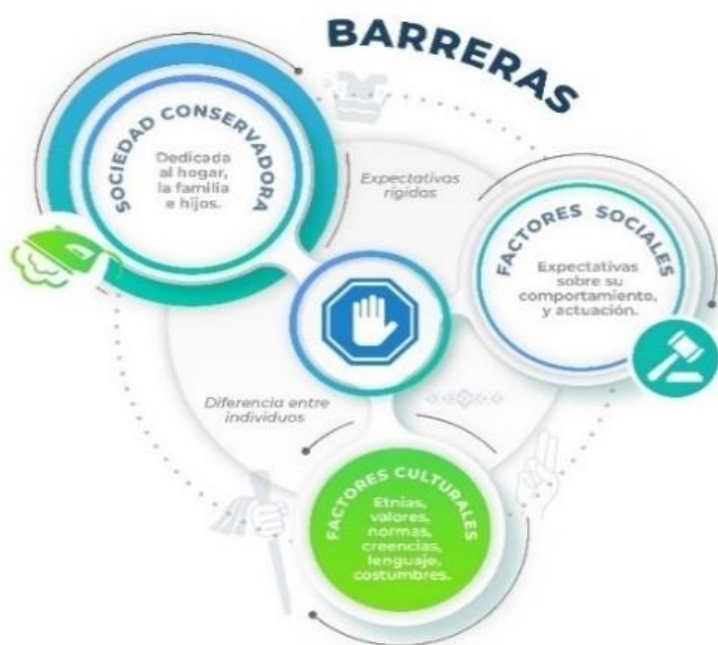 BARRERAS
SOCIEDAD CONSERVADORA
Dedicada
al hogar,
la familia
e hijos.
Expectativas
rígidas
FACTORES SOCIALES
Expectativas
sobre su
comportamiento,
y actuación.
Diferencia entre
individuos
FACTORES CULTURALES
Etnias,
valores,
normas,
creencias,
lenguaje,
costumbres.